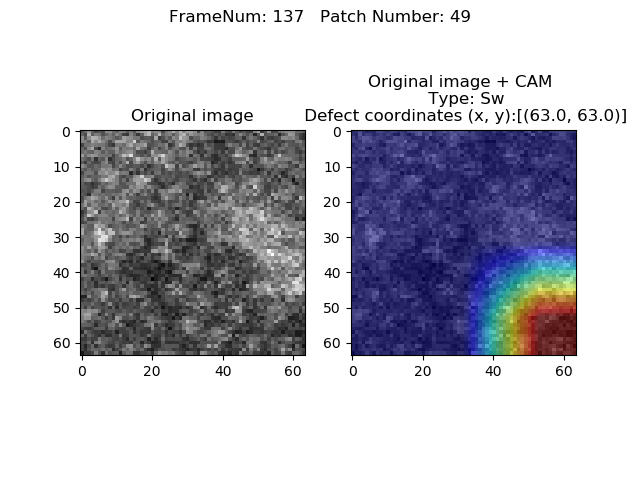 FrameNum: 137   Patch Number: 49
Original image
Original image + CAM
Type: Sw
Defect coordinates (x, y):[(63.0, 63.0)]
0
10
20
30
40
50
60
0 20 40 60
0
10
20
30
40
50
60
0 20 40 60